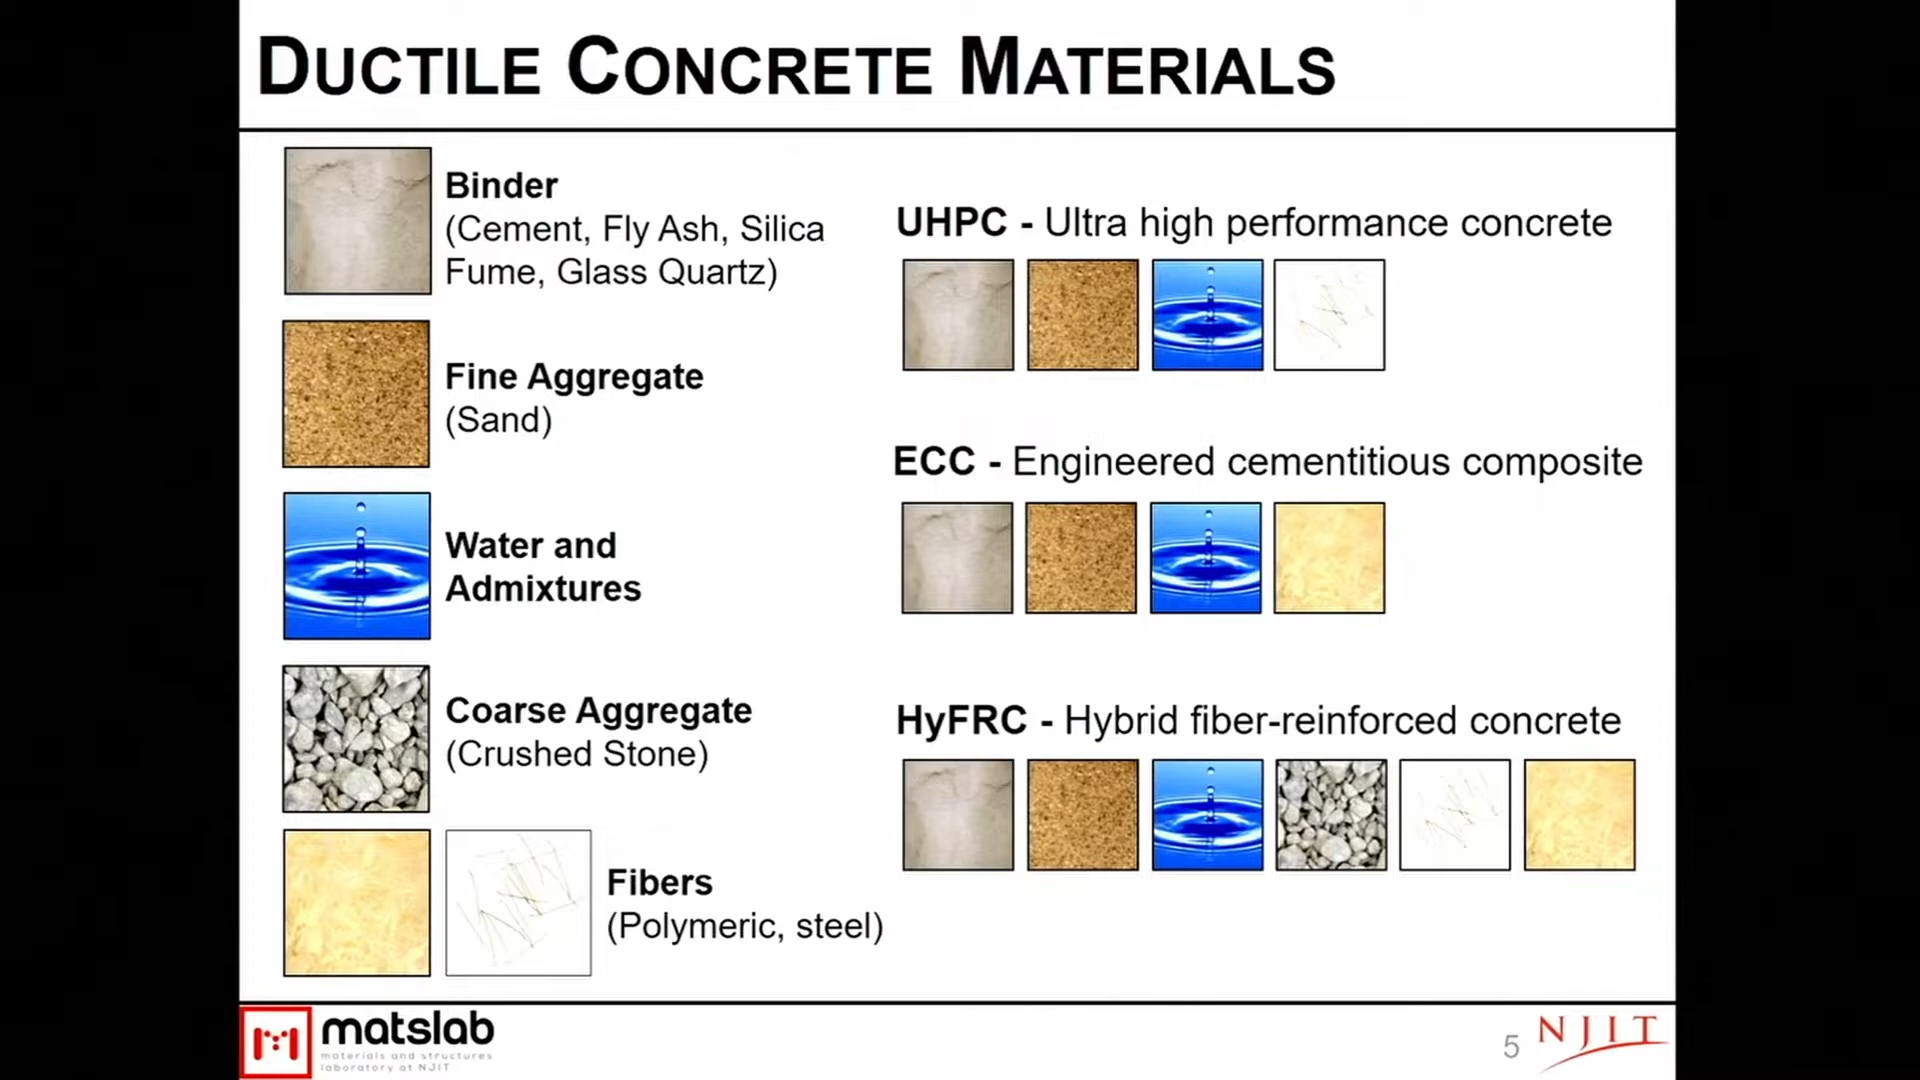 DUCTILE CONCRETE MATERIALS
Binder
(Cement, Fly Ash, Silica
Fume, Glass Quartz)
Fine Aggregate
(Sand)
Water and
Admixtures
Coarse Aggregate
(Crushed Stone)
Fibers
(Polymeric, steel)
UHPC - Ultra high performance concrete
ECC - Engineered cementitious composite
HyFRC - Hybrid fiber-reinforced concrete
matslab
materials and structures
laboratory at NJIT
5
NJIT